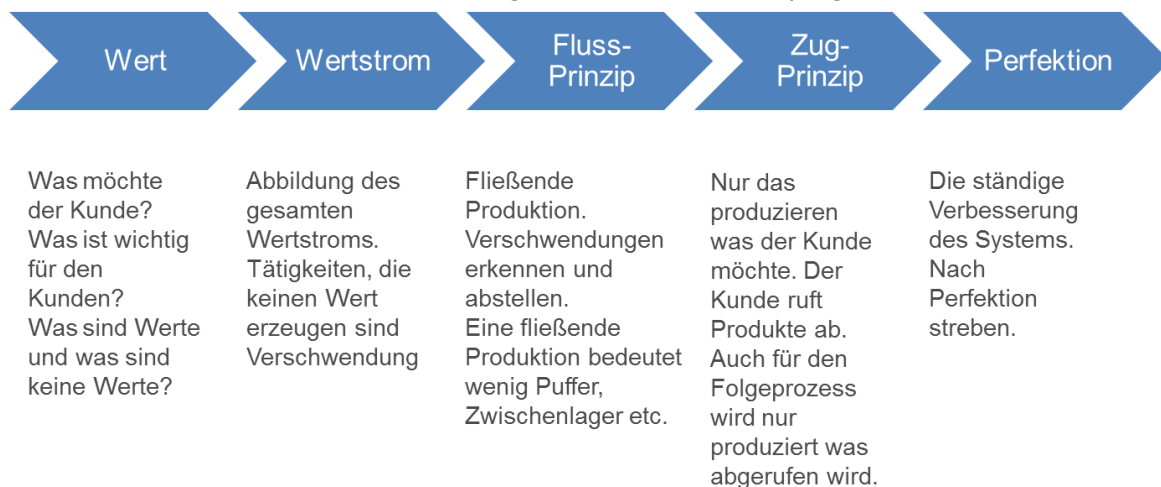 Wert
Wertstrom
Fluss-
Prinzip
Zug-
Prinzip
Perfektion
Was möchte
der Kunde?
Was ist wichtig
für den
Kunden?
Was sind Werte
und was sind
keine Werte?
Abbildung des
gesamten
Wertstroms.
Tätigkeiten, die
keinen Wert
erzeugen sind
Verschwendung
Fließende
Produktion.
Verschwendungen
erkennen und
abstellen.
Eine fließende
Produktion bedeutet
wenig Puffer,
Zwischenlager etc.
Nur das
produzieren
was der Kunde
möchte. Der
Kunde ruft
Produkte ab.
Auch für den
Folgeprozess
wird nur
produziert was
abgerufen wird.
Die ständige
Verbesserung
des Systems.
Nach
Perfektion
streben.